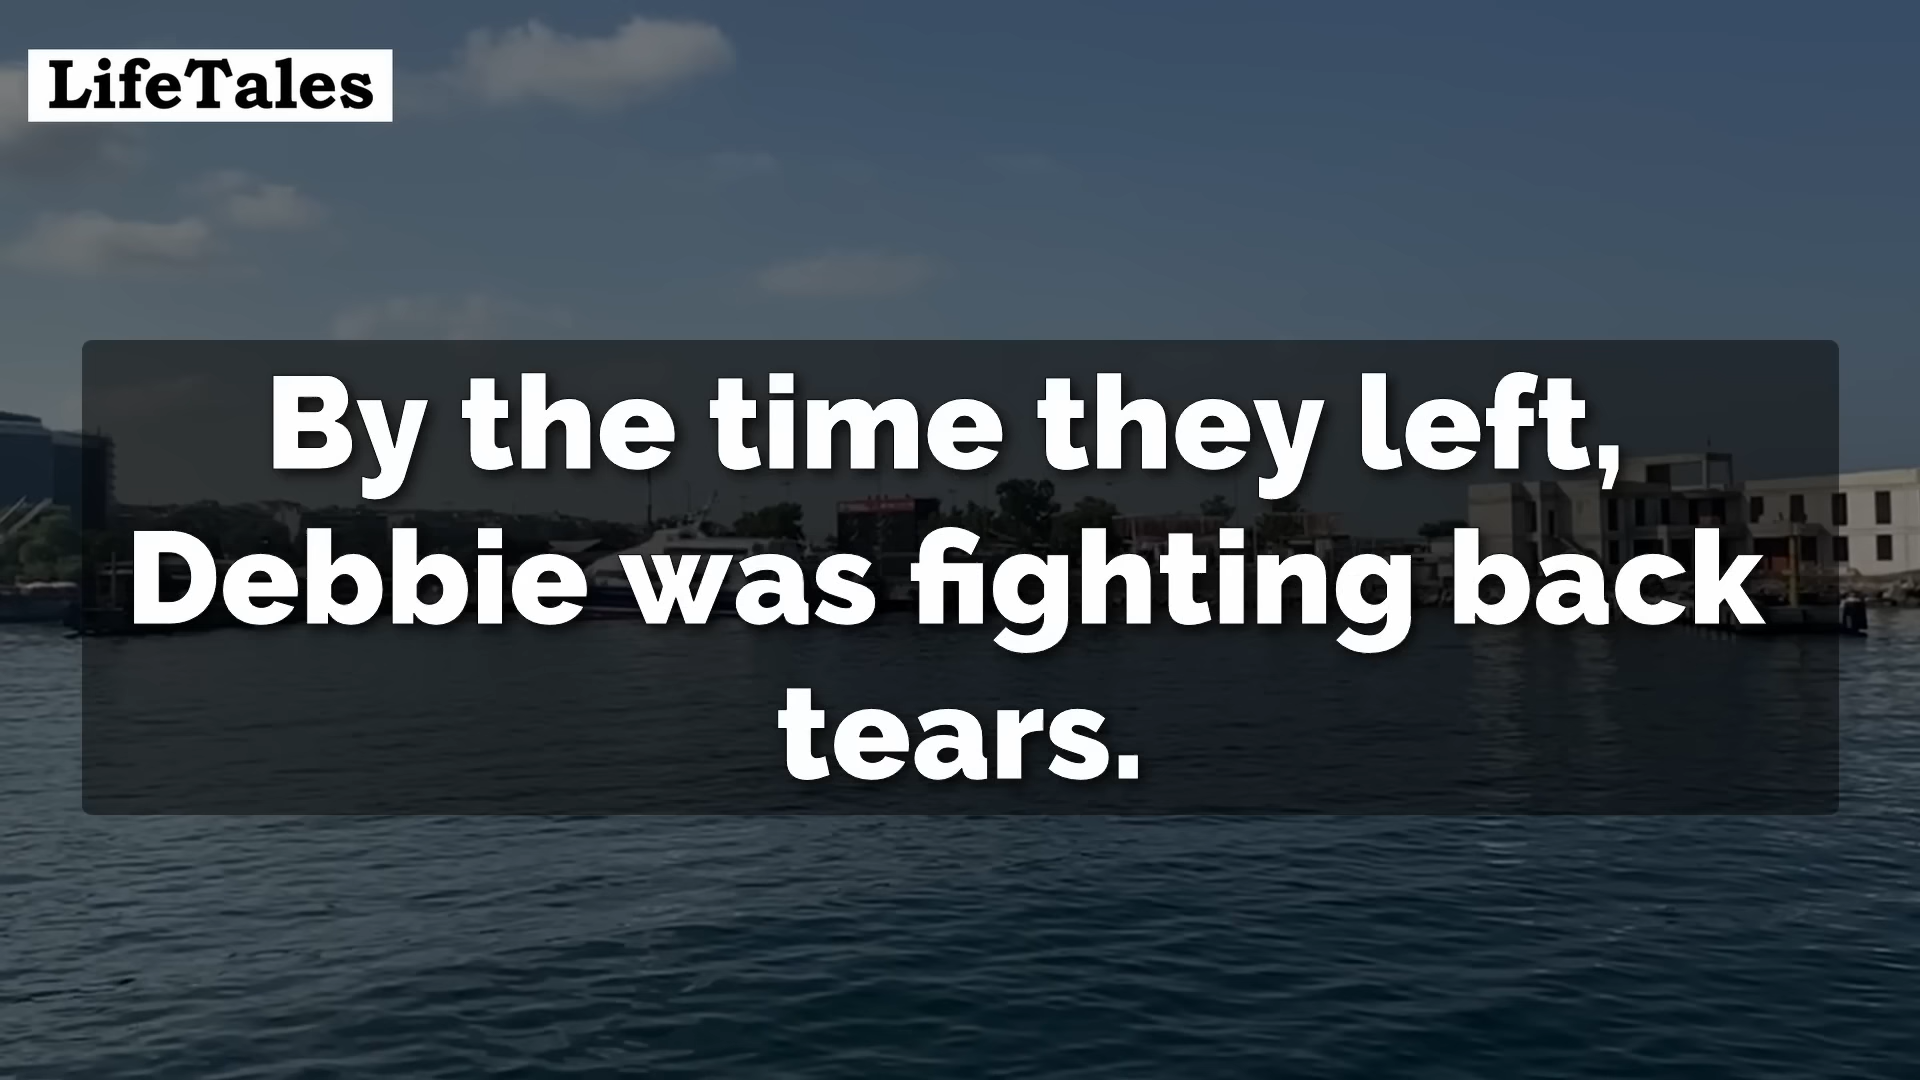 LifeTales
By the time they left,
Debbie was fighting back
tears.